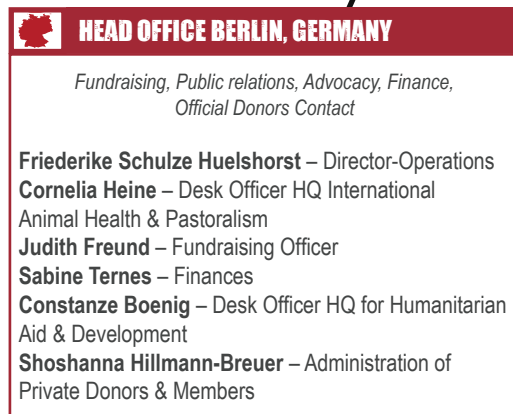 HEAD OFFICE BERLIN, GERMANY
Fundraising, Public relations, Advocacy, Finance,
Official Donors Contact
Friederike Schulze Huelshorst – Director-Operations
Cornelia Heine – Desk Officer HQ International
Animal Health & Pastoralism
Judith Freund – Fundraising Officer
Sabine Ternes – Finances
Constanze Boenig – Desk Officer HQ for Humanitarian
Aid & Development
Shoshanna Hillmann-Breuer – Administration of
Private Donors & Members